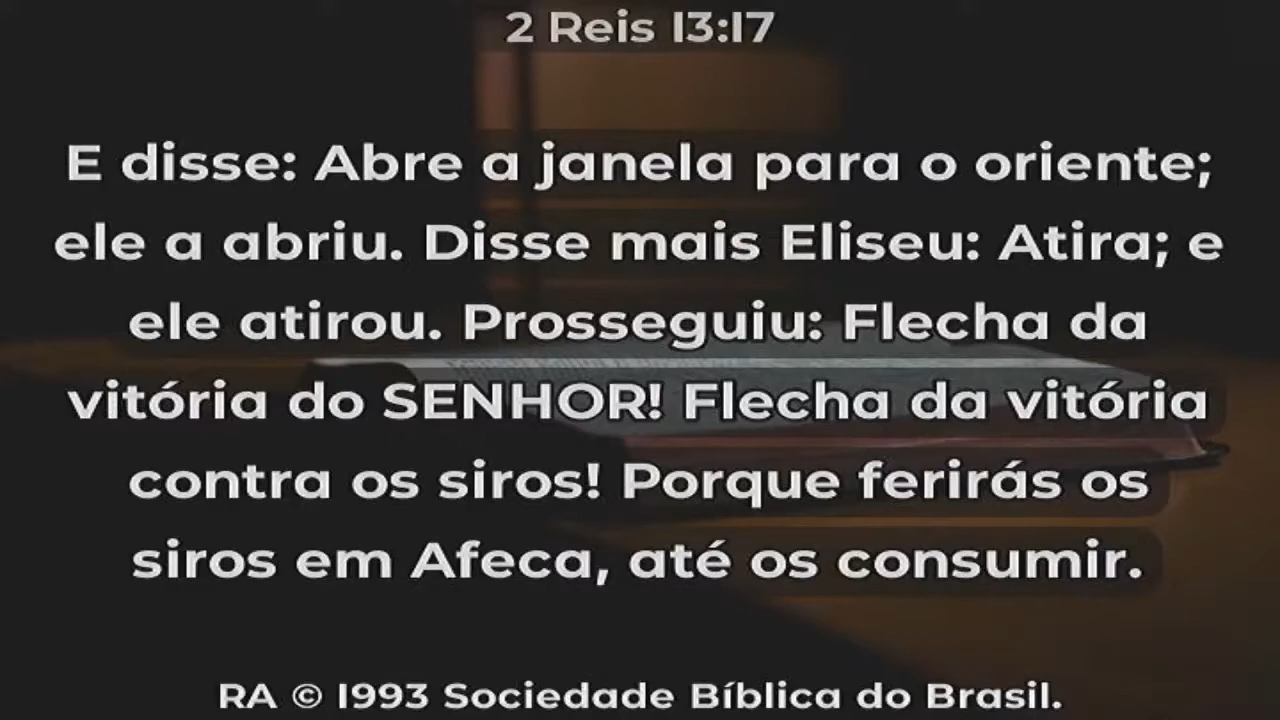 2 Reis 13:17
E disse: Abre a janela para o oriente;
ele a abriu. Disse mais Eliseu: Atira; e
ele atirou. Prosseguiu: Flecha da
vitória do SENHOR! Flecha da vitória
contra os siros! Porque ferirás os
siros em Afeca, até os consumir.
RA © 1993 Sociedade Bíblica do Brasil.